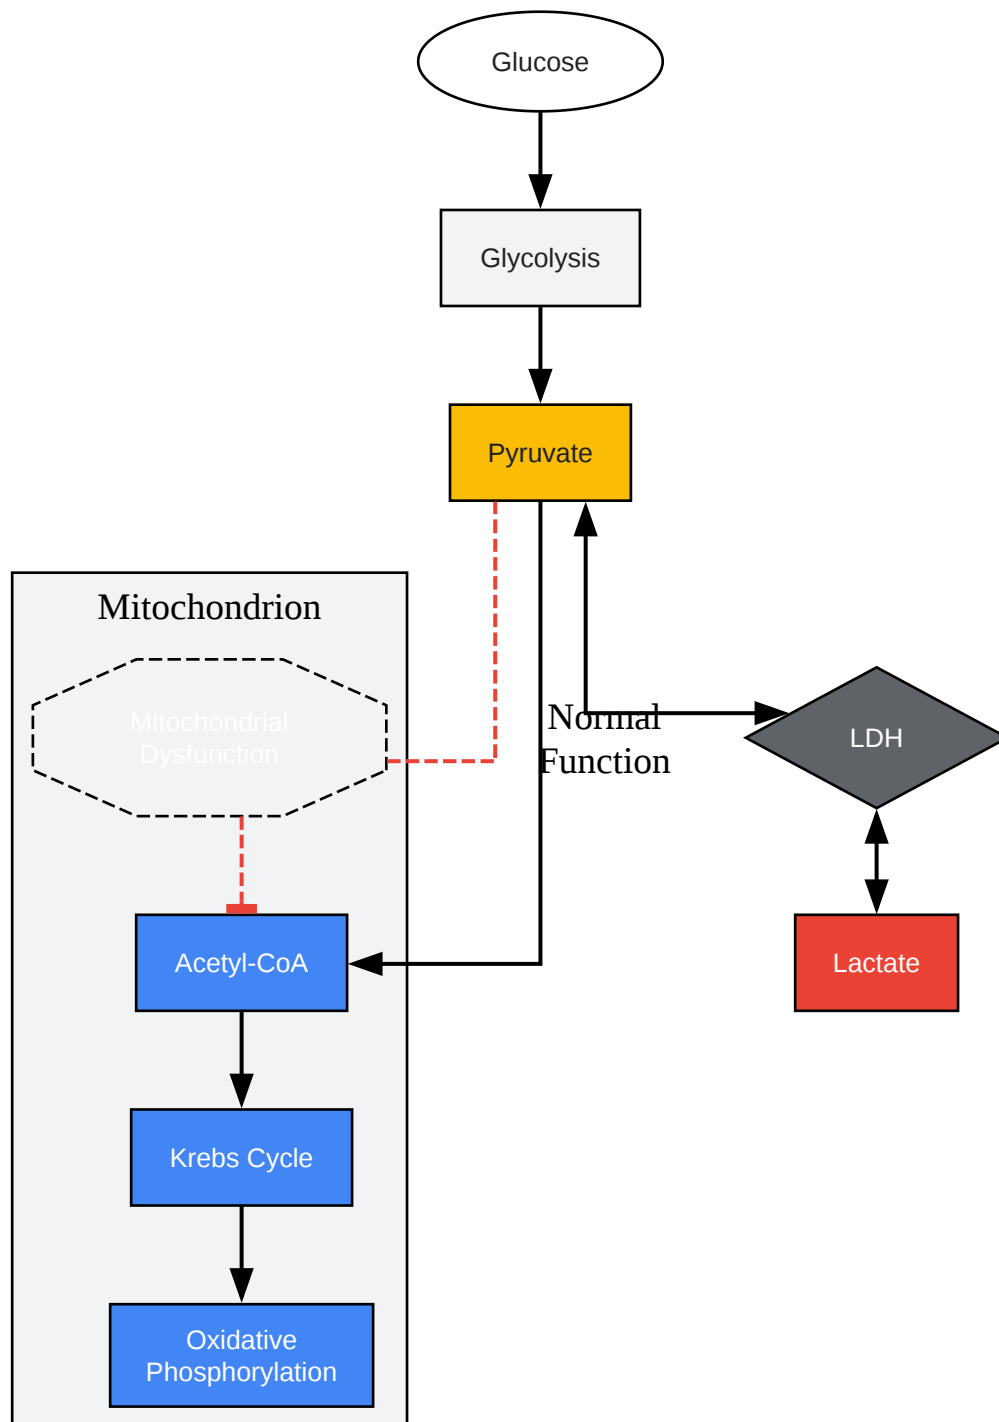 Glucose
Glycolysis
Pyruvate
Mitochondrion
Mitochondrial
Dysfunction
Normal
Function
LDH
Acetyl-CoA
Lactate
Krebs Cycle
Oxidative
Phosphorylation